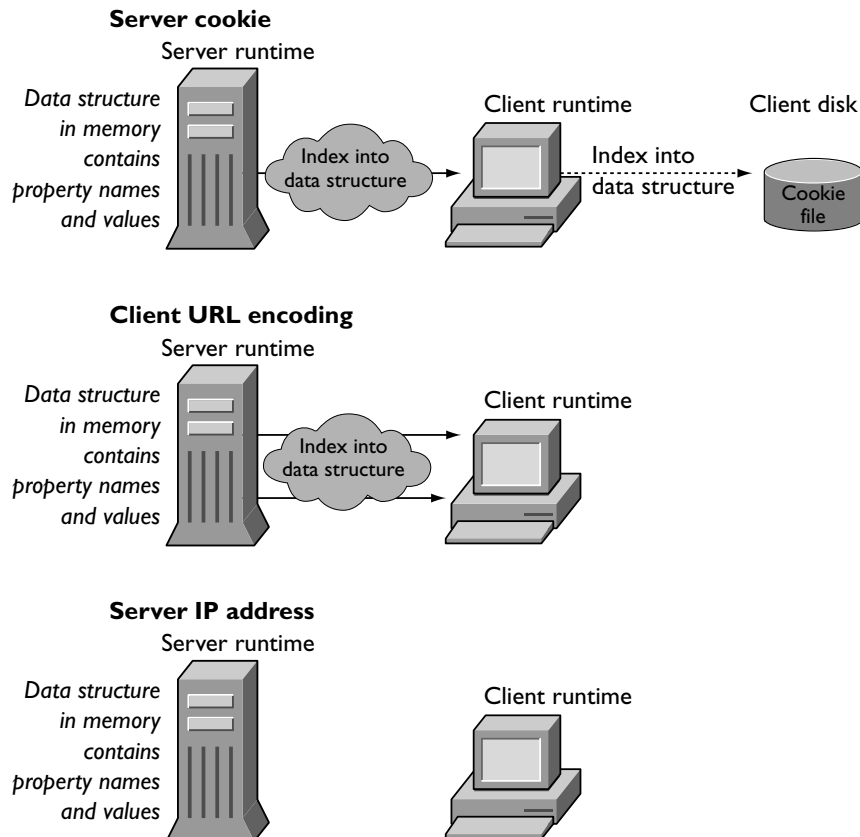 Server cookie
Server runtime
Data structure
in memory
contains
property names
and values
Index into
data structure
Client runtime
Index into
data structure
Client disk
Cookie
file
Client URL encoding
Server runtime
Data structure
in memory
contains
property names
and values
Index into
data structure
Client runtime
Server IP address
Server runtime
Data structure
in memory
contains
property names
and values
Client runtime